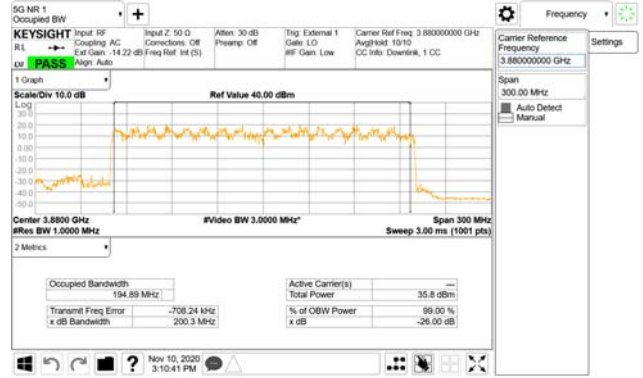 5G NR 1
Occupied BW
Frequency
KEYSIGHT
R L
PASS
Input: RF
Coupling: AC
Ext Gain: -14.22 dB
Align: Auto
Input Z: 50 Ω
Corrections: Off
Freq Ref: Int (S)
Atten: 30 dB
Preamp: Off
Trig: External 1
Gate: LO
#IF Gain: Low
Carrier Ref Freq: 3.880000000 GHz
Avg|Hold: 10/10
CC Info: Downlink, 1 CC
Carrier Reference
Frequency
3.880000000 GHz
Settings
Span
300.00 MHz
Auto Detect
Manual
1 Graph
Scale/Div 10.0 dB
Ref Value 40.00 dBm
Log
30.0
20.0
10.0
0.00
-10.0
-20.0
-30.0
-40.0
-50.0
Center 3.8800 GHz
#Video BW 3.0000 MHz*
Span 300 MHz
#Res BW 1.0000 MHz
Sweep 3.00 ms (1001 pts)
2 Metrics
Occupied Bandwidth
194.89 MHz
Active Carrier(s)
---
Total Power
35.8 dBm
Transmit Freq Error
-708.24 kHz
% of OBW Power
99.00 %
x dB Bandwidth
200.3 MHz
x dB
-26.00 dB
Nov 10, 2020
3:10:41 PM